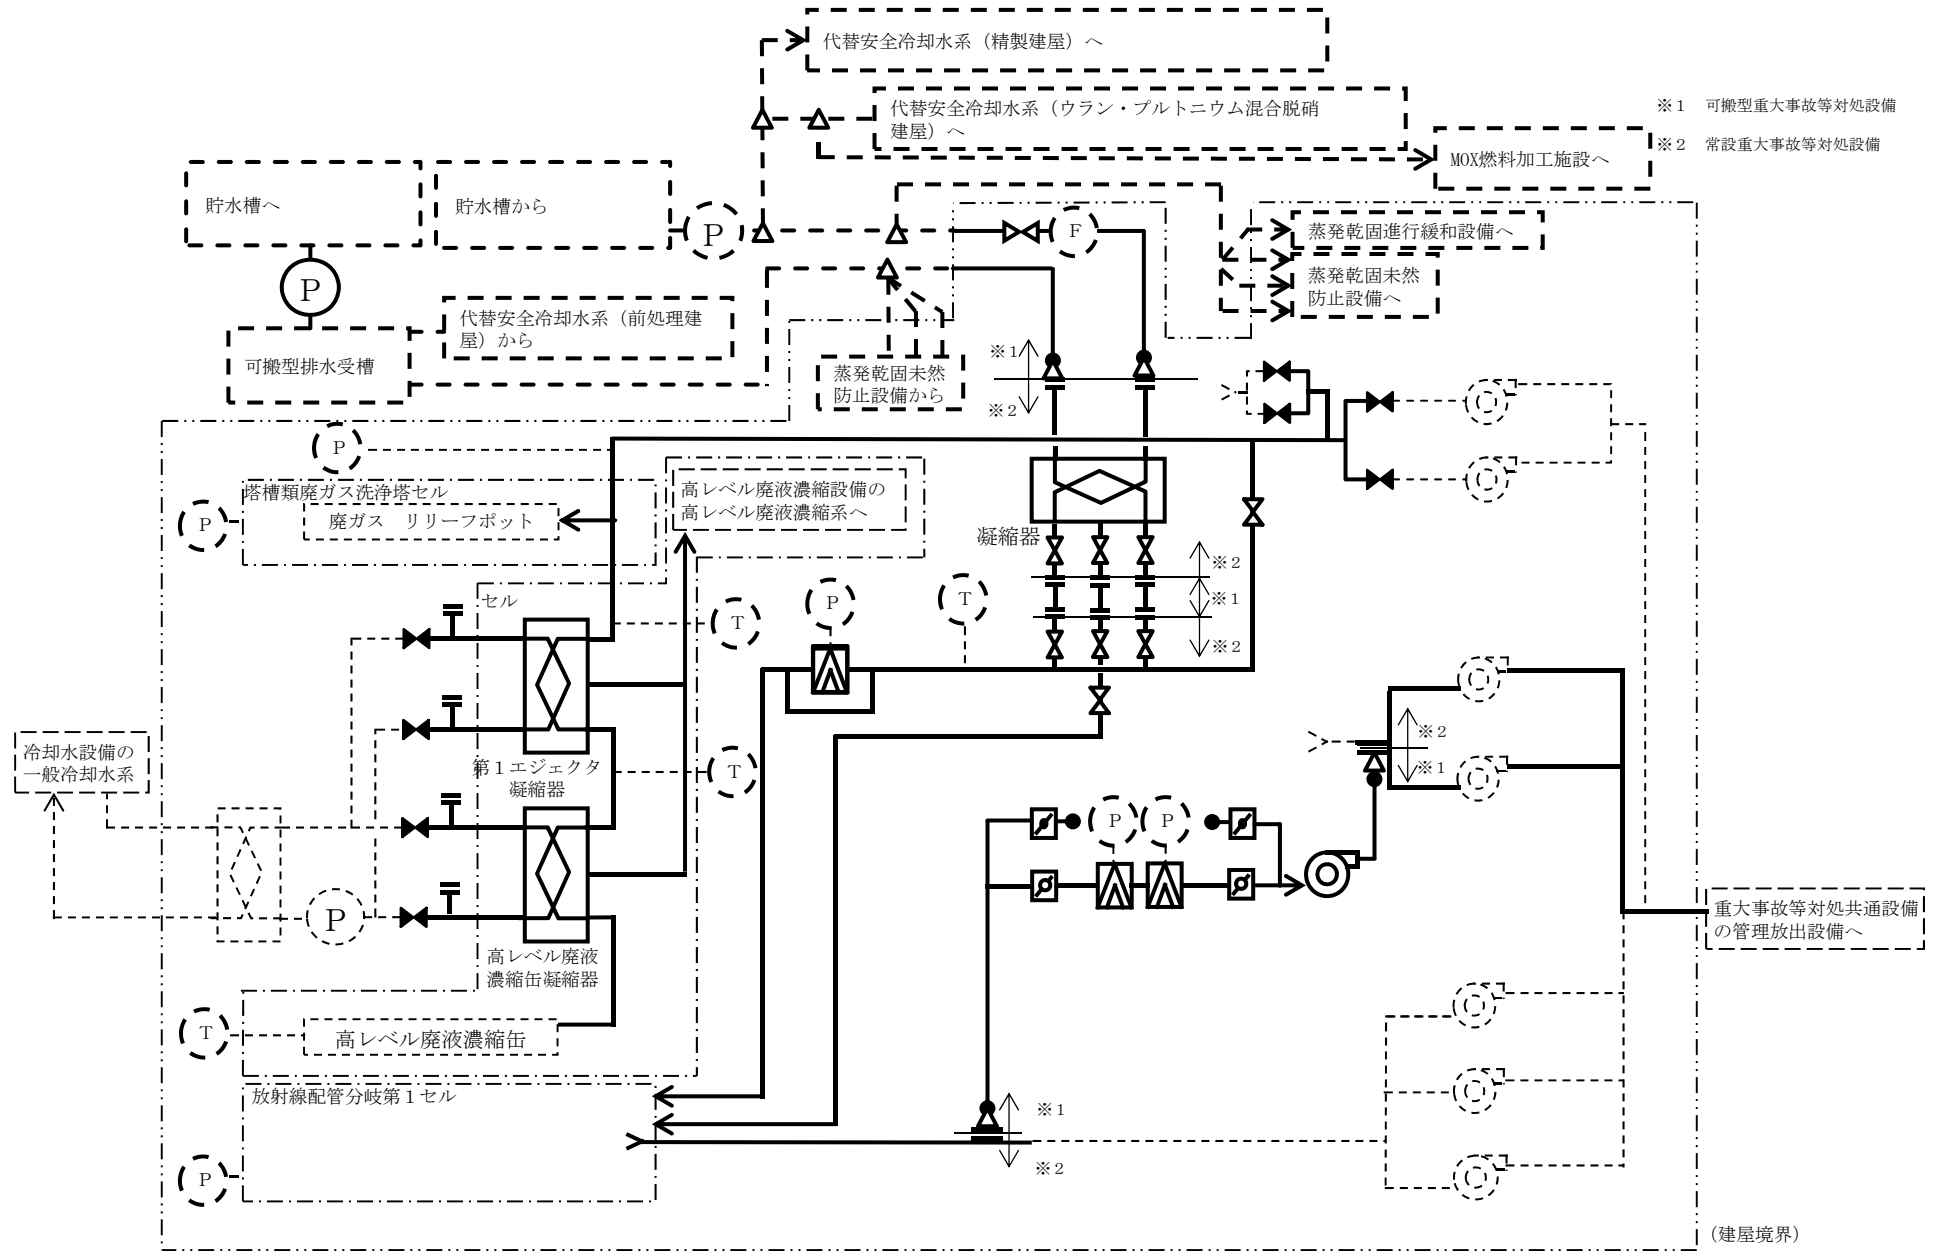 代替安全冷却水系（精製建屋）へ
代替安全冷却水系（ウラン・プルトニウム混合脱硝
建屋）へ
※１　可搬型重大事故等対処設備
※２　常設重大事故等対処設備
MOX燃料加工施設へ
貯水槽へ
貯水槽から
P
F
蒸発乾固進行緩和設備へ
蒸発乾固未然
防止設備へ
P
代替安全冷却水系（前処理建
屋）から
可搬型排水受槽
蒸発乾固未然
防止設備から
※１
※２
P
塔槽類廃ガス洗浄塔セル
廃ガス　リリーフポット
P
高レベル廃液濃縮設備の
高レベル廃液濃縮系へ
凝縮器
※２
※１
※２
セル
T
P
T
第１エジェクタ
凝縮器
T
冷却水設備の
一般冷却水系
P
※２
※１
P
P
高レベル廃液
濃縮缶凝縮器
重大事故等対処共通設備
の管理放出設備へ
T
高レベル廃液濃縮缶
放射線配管分岐第１セル
P
※１
※２
（建屋境界）